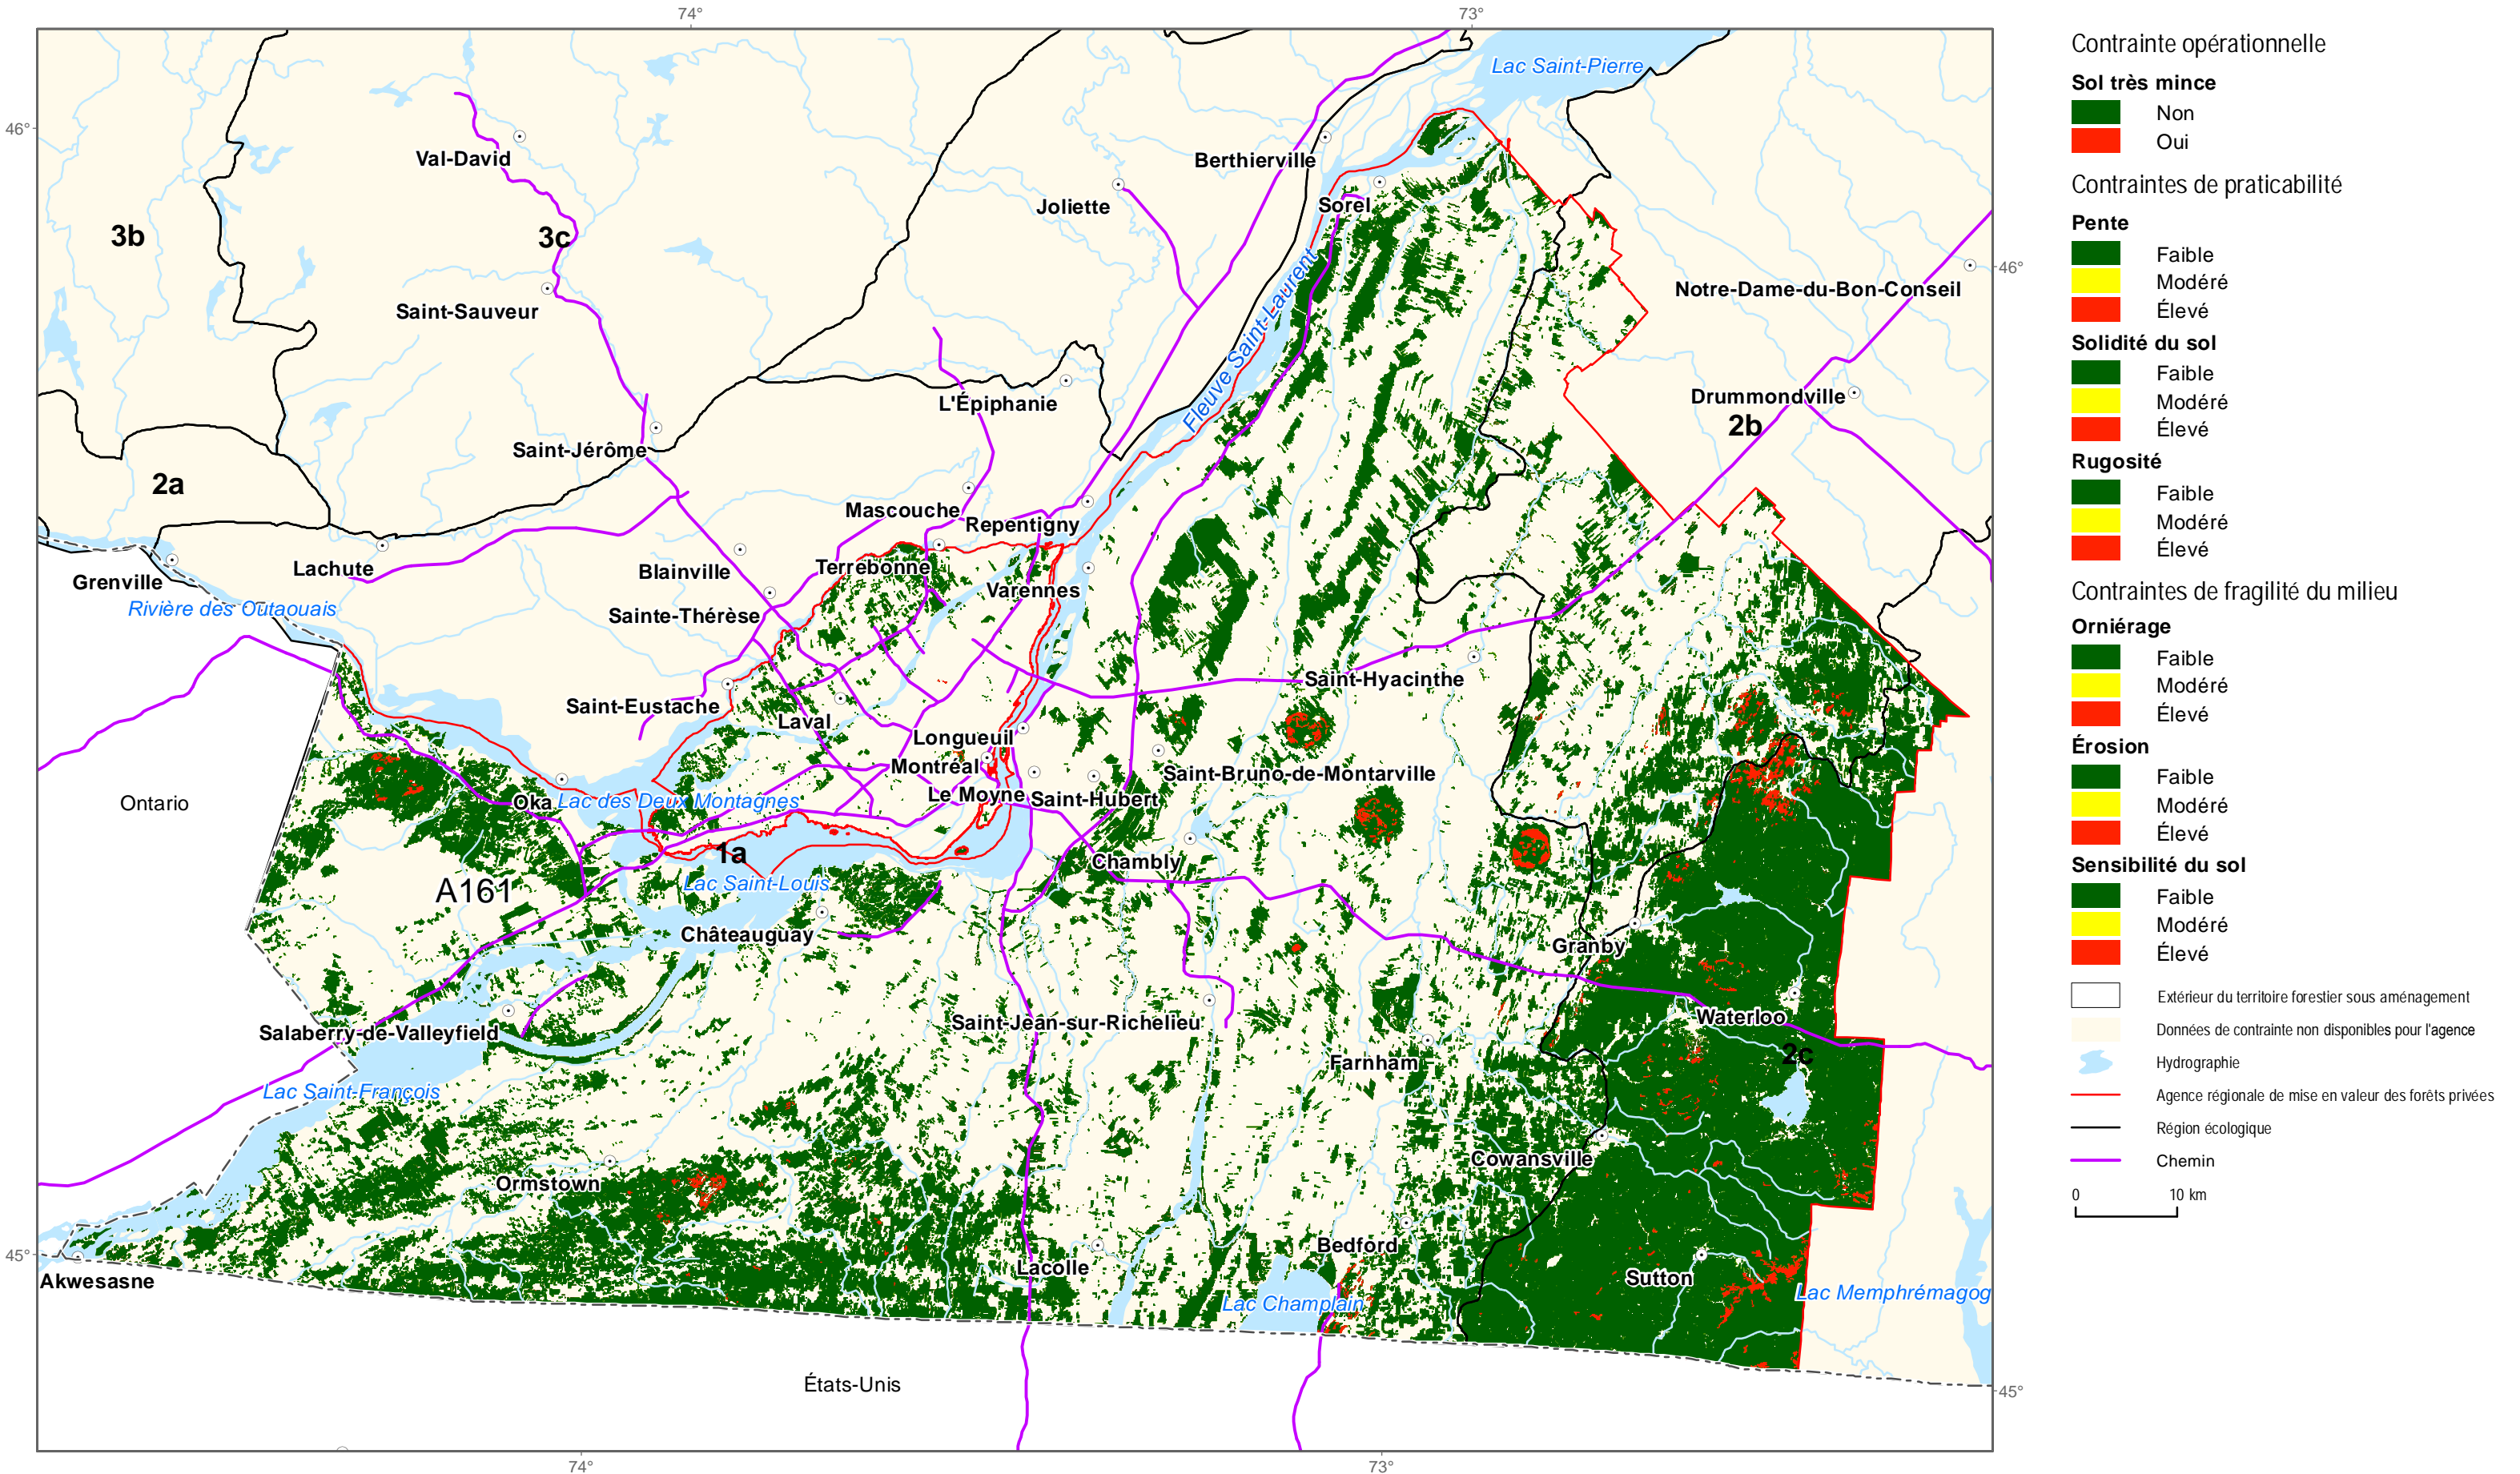 74°
73°
Lac Saint-Pierre
46°
Val-David
Berthierville
Joliette
Sorel
3b
3c
46°
Notre-Dame-du-Bon-Conseil
Saint-Sauveur
Fleuve Saint-Laurent
L'Épiphanie
Drummondville
2b
Saint-Jérôme
2a
Mascouche
Repentigny
Lachute
Blainville
Terrebonne
Grenville
Varennes
Rivière des Outaouais
Sainte-Thérèse
Saint-Hyacinthe
Saint-Eustache
Laval
Longueuil
Montréal
Saint-Bruno-de-Montarville
Ontario
Oka
Lac des Deux Montagnes
Le Moyne
Saint-Hubert
1a
Chambly
Lac Saint-Louis
A161
Châteauguay
Granby
Saint-Jean-sur-Richelieu
Waterloo
Salaberry-de-Valleyfield
2c
Farnham
Lac Saint-François
Cowansville
Ormstown
Bedford
45°
Lacolle
Sutton
Akwesasne
Lac Memphrémagog
Lac Champlain
États-Unis
45°
74°
73°
Contrainte opérationnelle
Sol très mince
Non
Oui
Contraintes de praticabilité
Pente
Faible
Modéré
Élevé
Solidité du sol
Faible
Modéré
Élevé
Rugosité
Faible
Modéré
Élevé
Contraintes de fragilité du milieu
Orniérage
Faible
Modéré
Élevé
Érosion
Faible
Modéré
Élevé
Sensibilité du sol
Faible
Modéré
Élevé
Extérieur du territoire forestier sous aménagement
Données de contrainte non disponibles pour l'agence
Hydrographie
Agence régionale de mise en valeur des forêts privées
Région écologique
Chemin
0 10 km